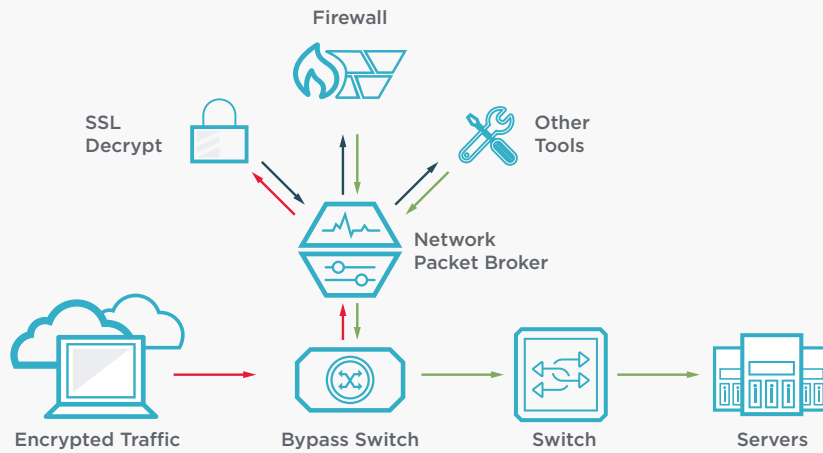 Firewall
SSL
Decrypt
Other
Tools
Network
Packet Broker
Encrypted Traffic
Bypass Switch
Switch
Servers